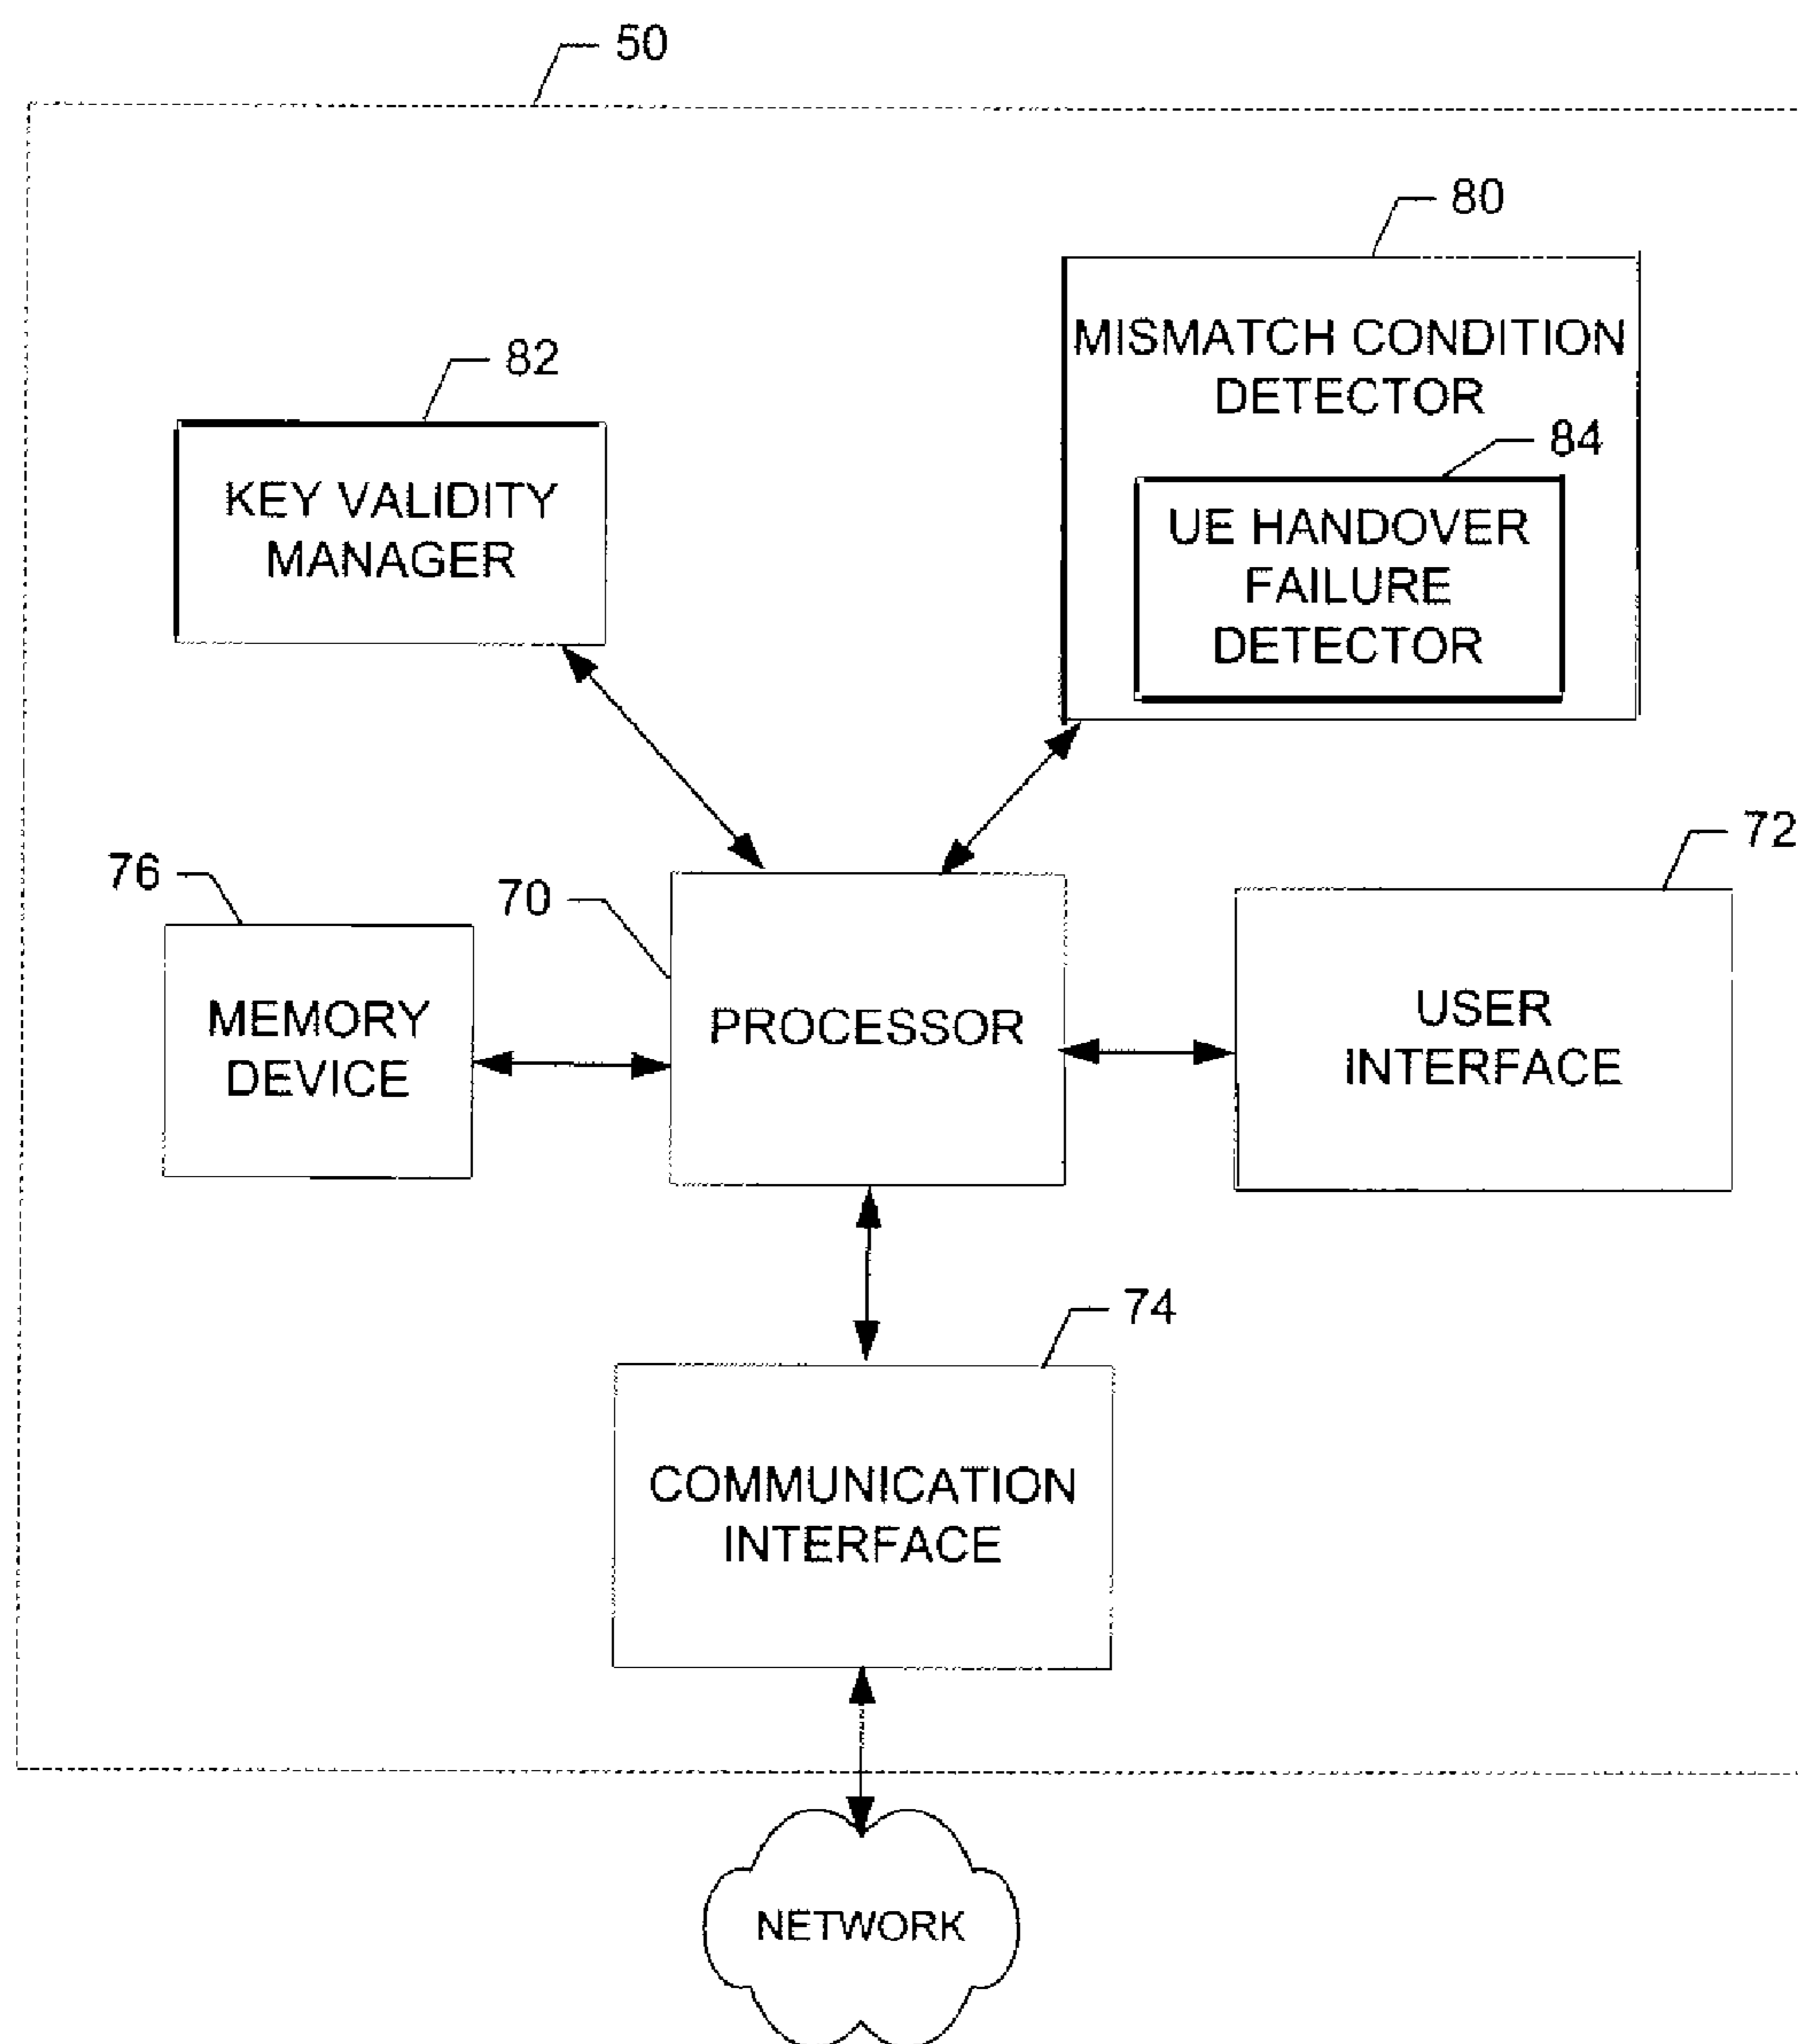 50
80
MISMATCH CONDITION
DETECTOR
84
UE HANDOVER
FAILURE
DETECTOR
82
KEY VALIDITY
MANAGER
72
76
70
MEMORY
DEVICE
PROCESSOR
USER
INTERFACE
74
COMMUNICATION
INTERFACE
NETWORK